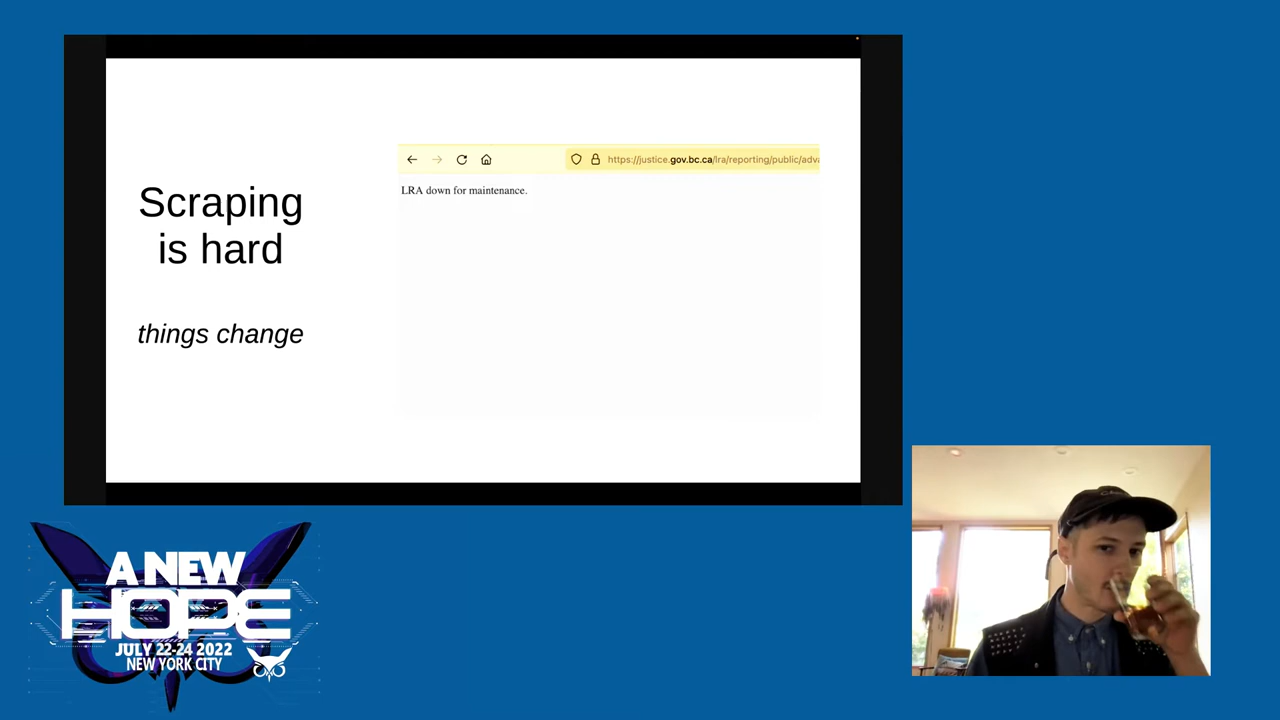 Scraping
is hard
things change
https://justice.gov.bc.ca/lra/reporting/public/adva
LRA down for maintenance.
A NEW
HOPE
JULY 22-24 2022
NEW YORK CITY